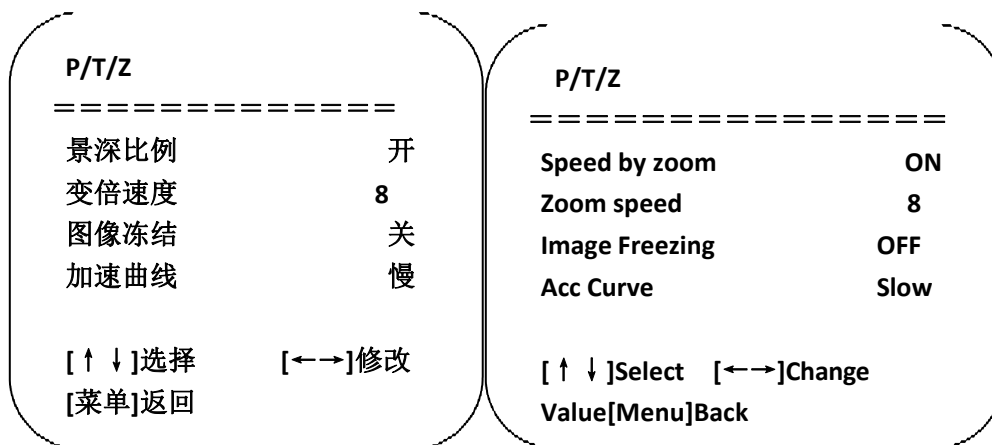 P/T/Z
==============
景深比例 开
变倍速度 8
图像冻结 关
加速曲线 慢
[↑ ↓]选择 [←→]修改
[菜单]返回
P/T/Z
================
Speed by zoom ON
Zoom speed 8
Image Freezing OFF
Acc Curve Slow
[↑ ↓]Select [←→]Change
Value[Menu]Back